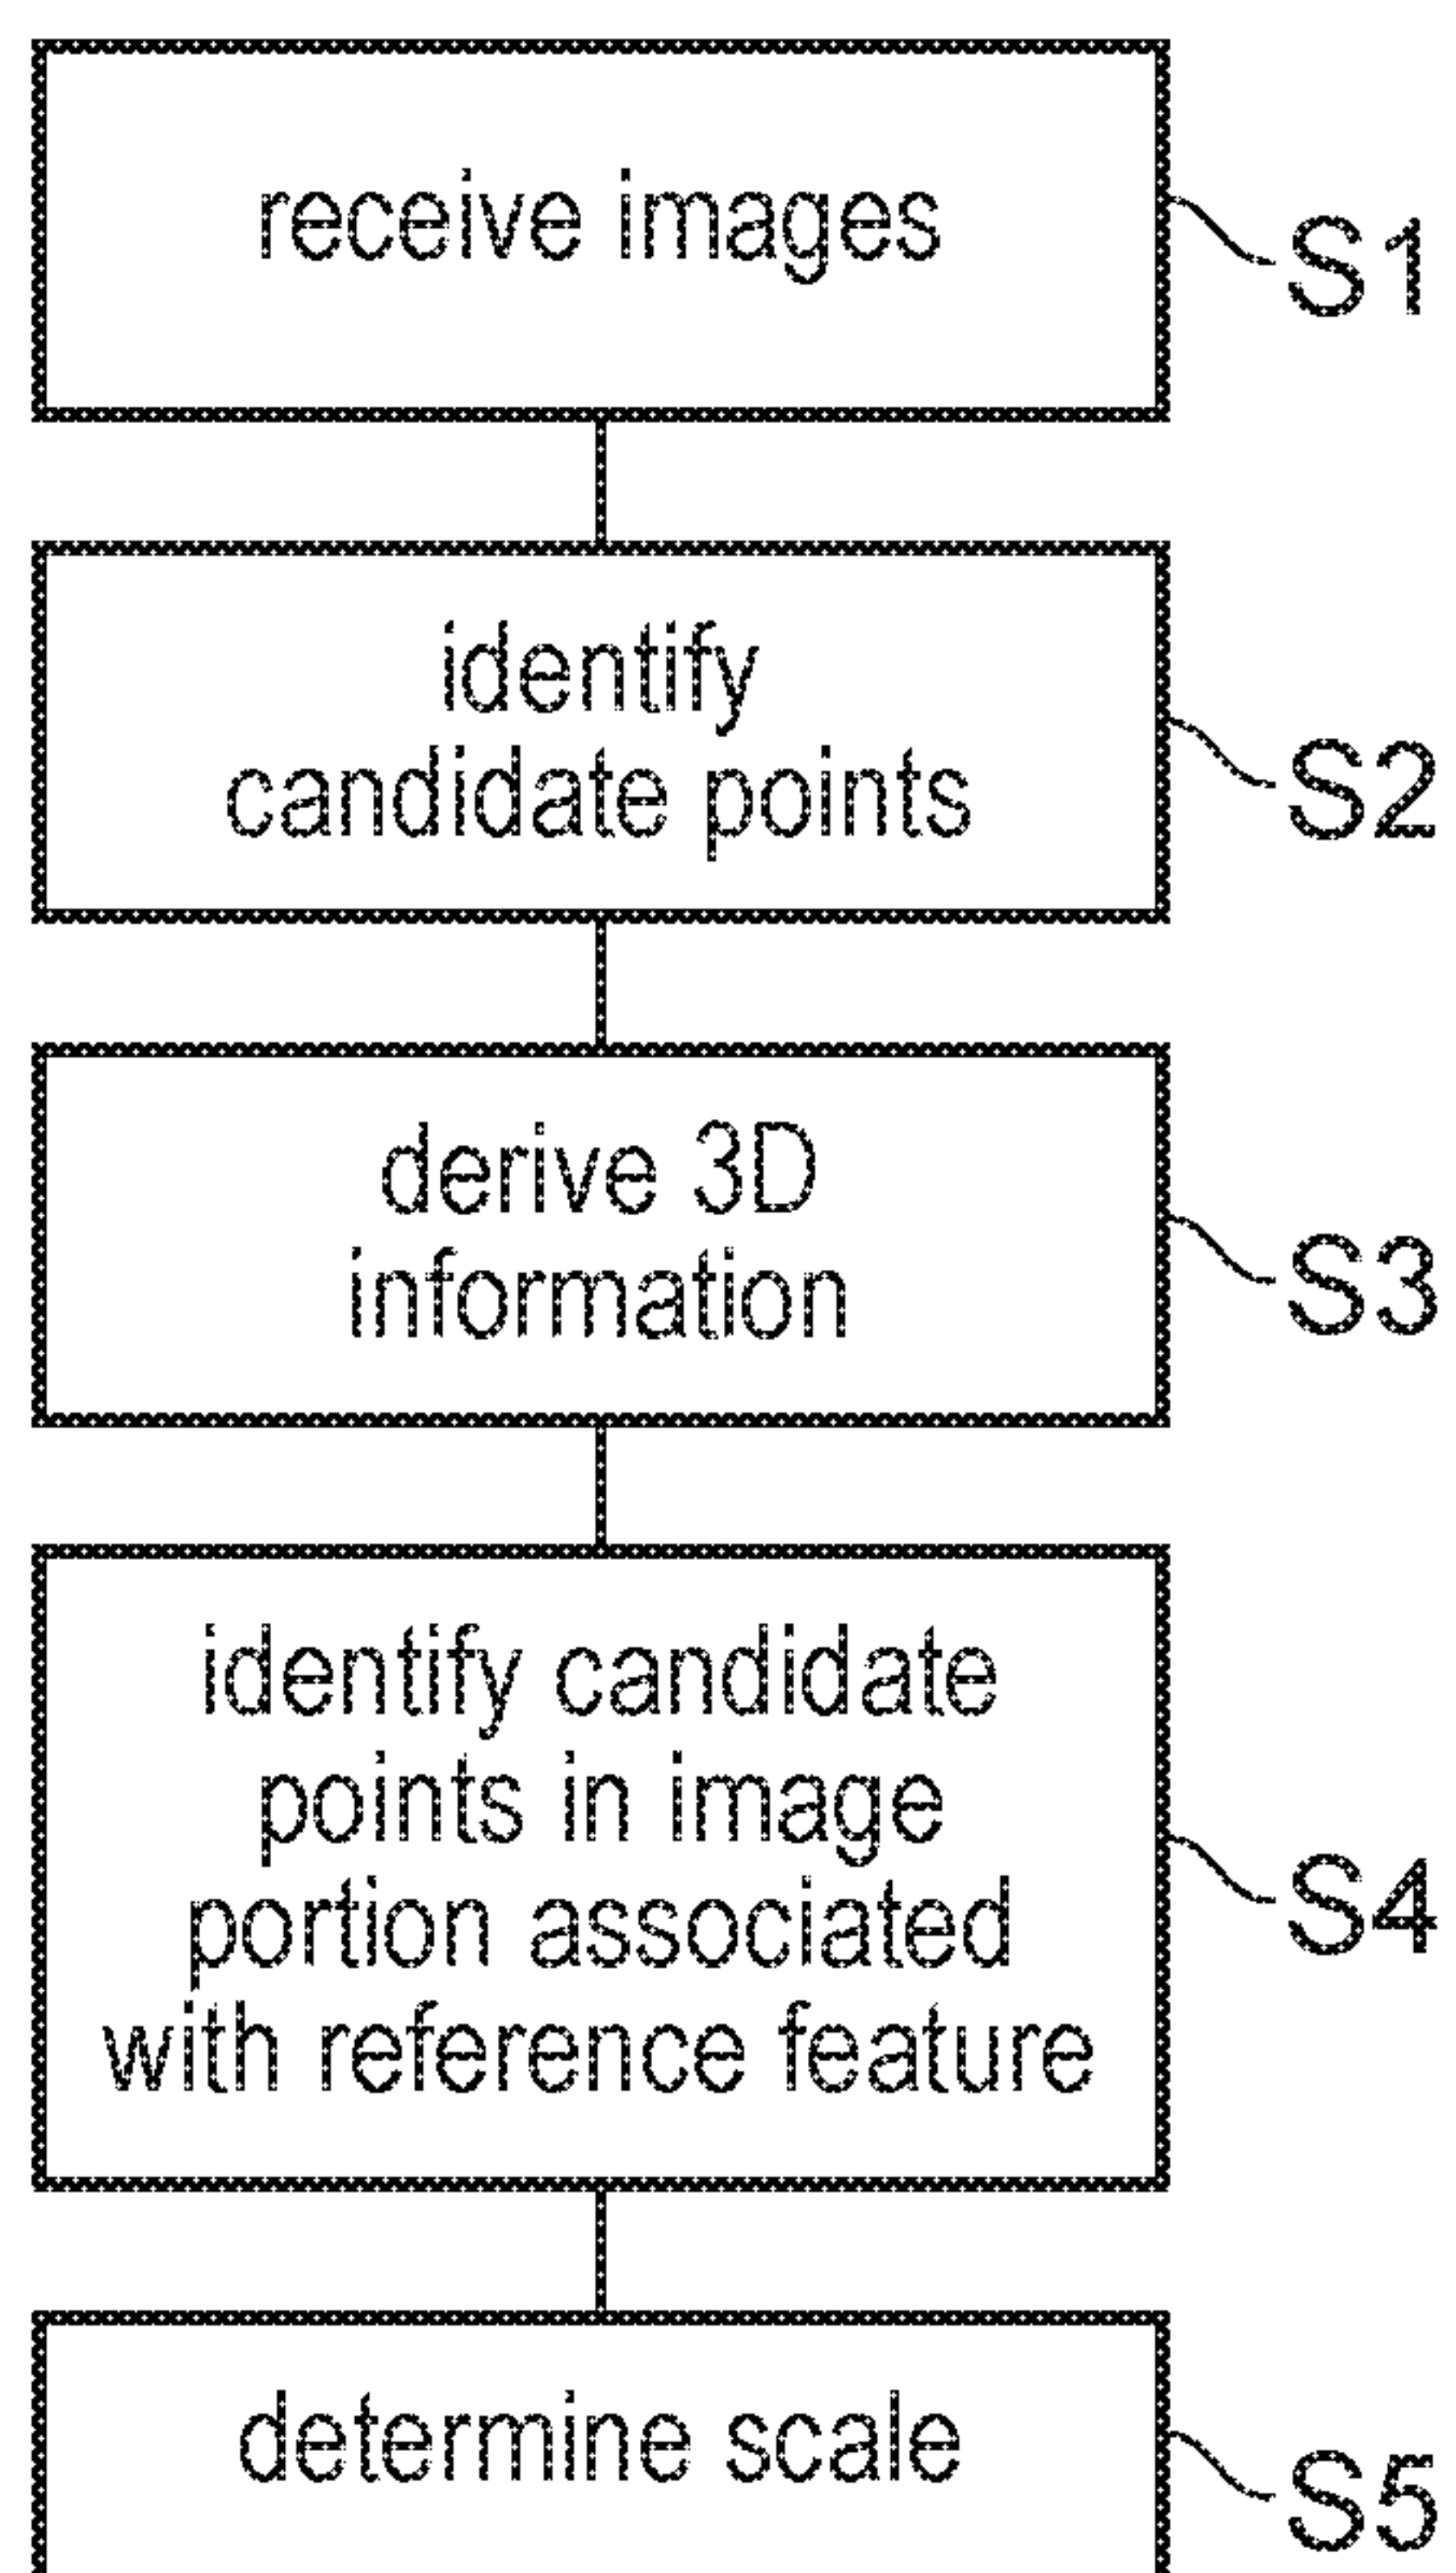 receive images
S1
identify
candidate points
S2
derive 3D
information
S3
identify candidate
points in image
portion associated
with reference feature
S4
determine scale
S5